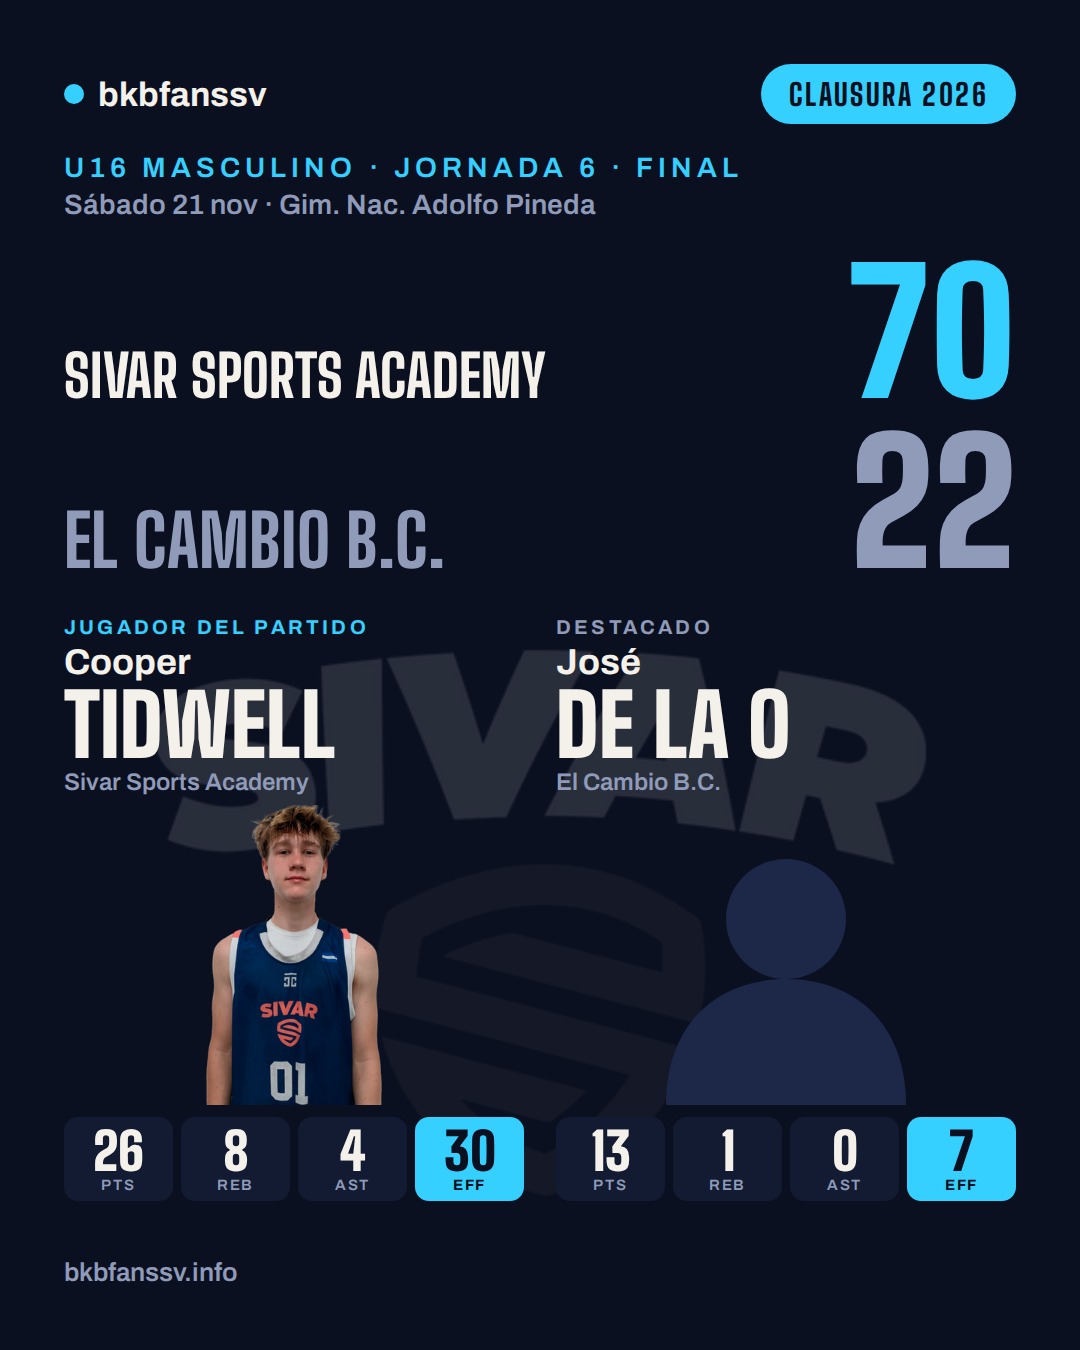 bkbfanssv
CLAUSURA 2026
U16 MASCULINO · JORNADA 6 · FINAL
Sábado 21 nov · Gim. Nac. Adolfo Pineda
SIVAR SPORTS ACADEMY
70
EL CAMBIO B.C.
22
JUGADOR DEL PARTIDO
Cooper
TIDWELL
Sivar Sports Academy
DESTACADO
José
DE LA O
El Cambio B.C.
SIVAR
SIVAR
01
26
PTS
8
REB
4
AST
30
EFF
13
PTS
1
REB
0
AST
7
EFF
bkbfanssv.info